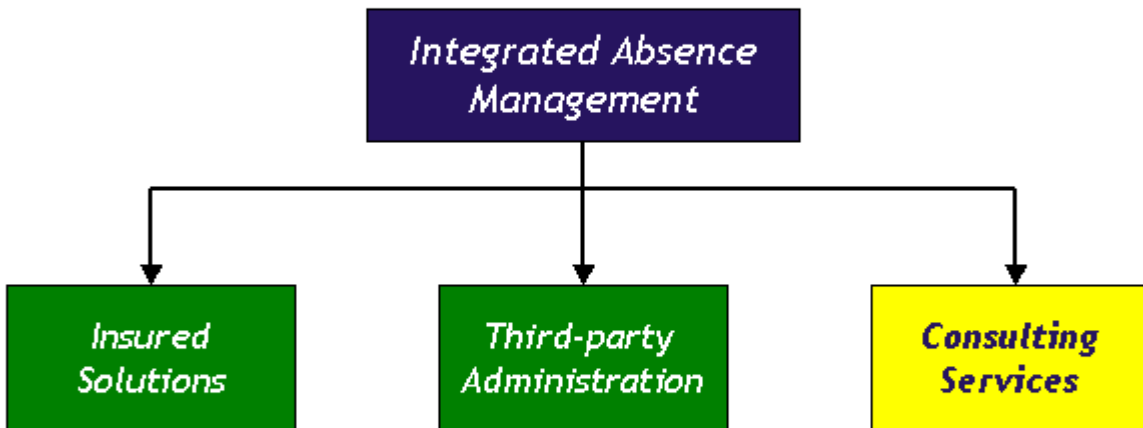 Integrated Absence
Management
Insured
Solutions
Third-party
Administration
Consulting
Services